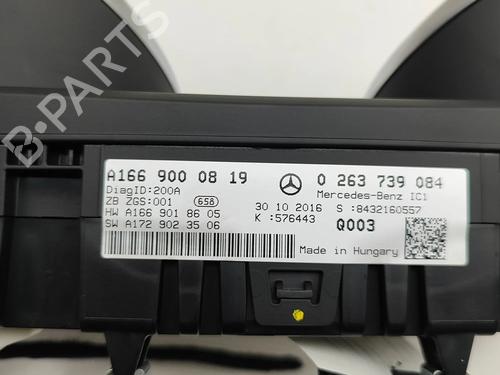 B-PARTS
A166 900 08 19
0 263 739 084
DiagID:200A
Mercedes-Benz IC1
ZB ZGS:001
658
30 10 2016
S :8432160557
HW A166 901 86 05
K :576443
Q003
SW A172 902 35 06
Made in Hungary